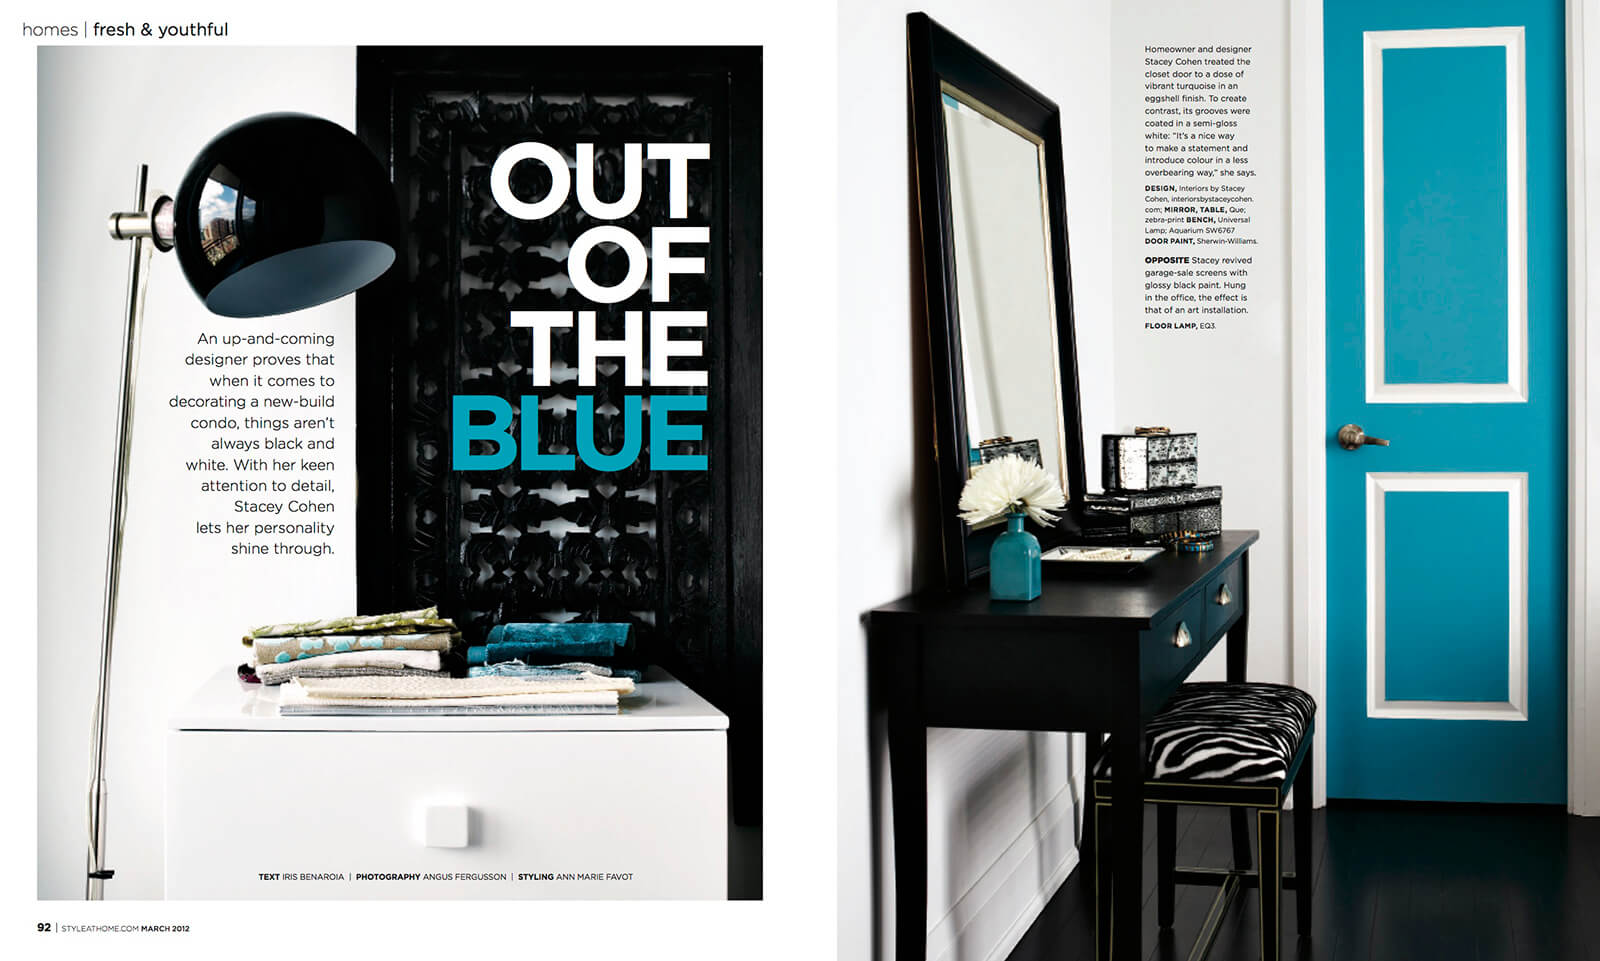 homes | fresh & youthful
OUT
OF
THE
BLUE
An up-and-coming
designer proves that
when it comes to
decorating a new-build
condo, things aren't
always black and
white. With her keen
attention to detail,
Stacey Cohen
lets her personality
shine through.
TEXT IRIS BENAROIA | PHOTOGRAPHY ANGUS FERGUSSON | STYLING ANN MARIE FAVOT
92 | STYLEATHOME.COM MARCH 2012
Homeowner and designer
Stacey Cohen treated the
closet door to a dose of
vibrant turquoise in an
eggshell finish. To create
contrast, its grooves were
coated in a semi-gloss
white: "It's a nice way
to make a statement and
introduce colour in a less
overbearing way," she says.
DESIGN, Interiors by Stacey
Cohen, interiorsbystaceycohen.
com; MIRROR, TABLE, Que;
zebra-print BENCH, Universal
Lamp; Aquarium SW6767
DOOR PAINT, Sherwin-Williams.
OPPOSITE Stacey revived
garage-sale screens with
glossy black paint. Hung
in the office, the effect is
that of an art installation.
FLOOR LAMP, EQ3.